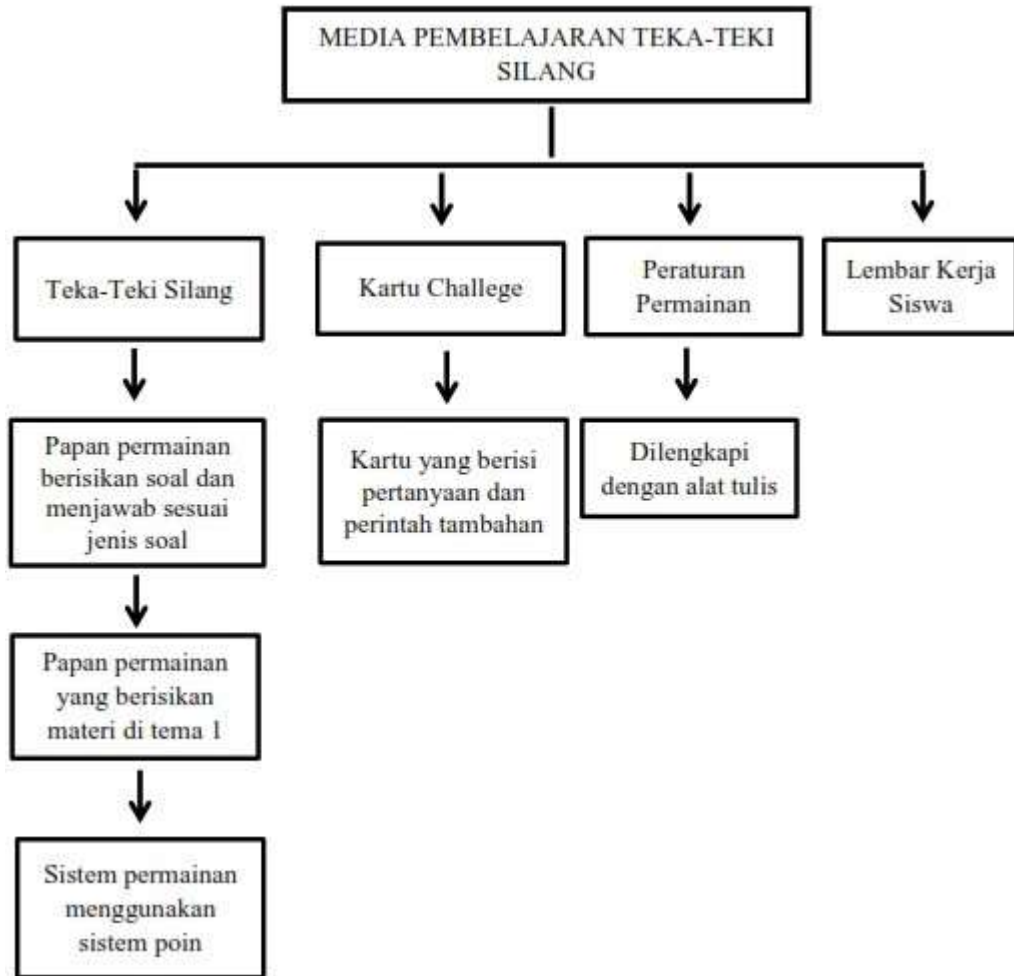 MEDIA PEMBELAJARAN TEKA-TEKI
SILANG
Teka-Teki Silang
Kartu Challege
Peraturan
Permainan
Lembar Kerja
Siswa
Papan permainan
berisikan soal dan
menjawab sesuai
jenis soal
Kartu yang berisi
pertanyaan dan
perintah tambahan
Dilengkapi
dengan alat tulis
Papan permainan
yang berisikan
materi di tema 1
Sistem permainan
menggunakan
sistem poin